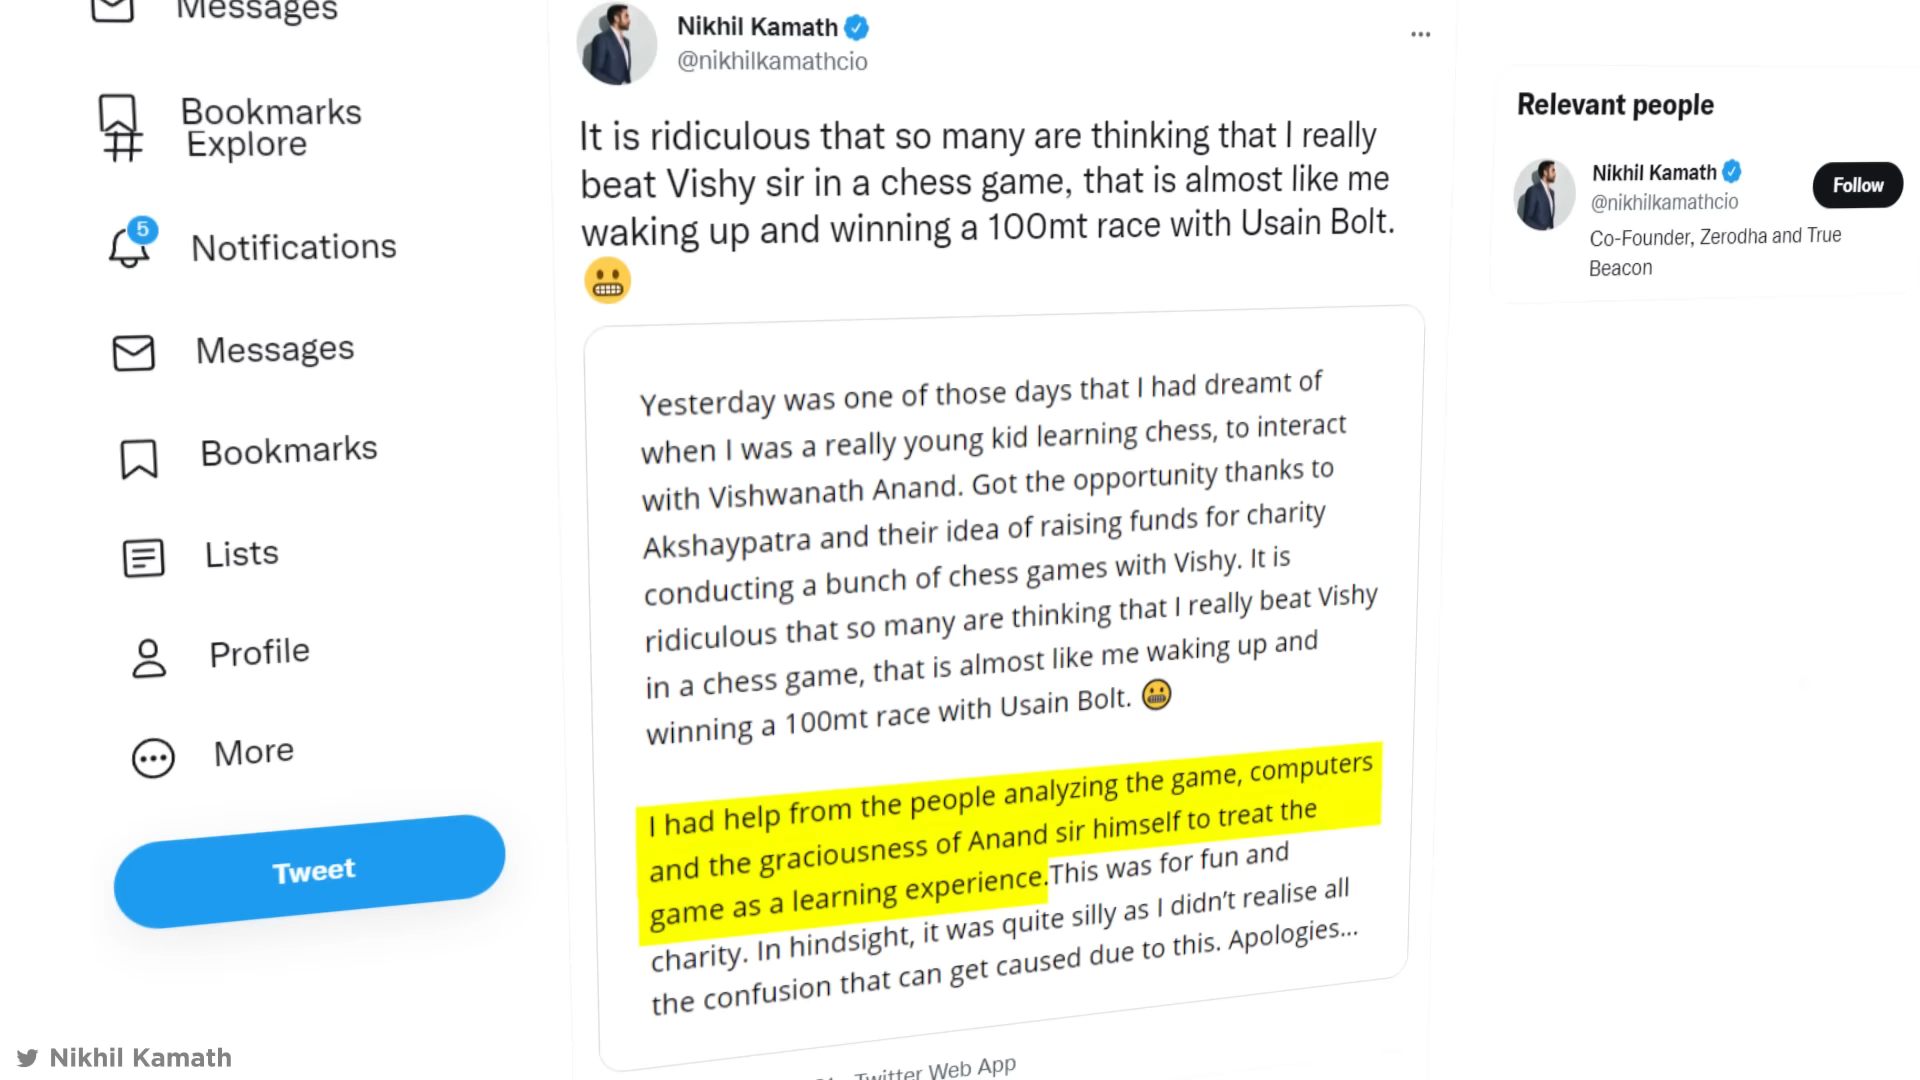 Messages
Bookmarks
Explore
5
Notifications
Messages
Bookmarks
Lists
Profile
More
Tweet
Nikhil Kamath
@nikhilkamathcio
It is ridiculous that so many are thinking that I really
beat Vishy sir in a chess game, that is almost like me
waking up and winning a 100mt race with Usain Bolt.
😬
Yesterday was one of those days that I had dreamt of
when I was a really young kid learning chess, to interact
with Vishwanath Anand. Got the opportunity thanks to
Akshaypatra and their idea of raising funds for charity
conducting a bunch of chess games with Vishy. It is
ridiculous that so many are thinking that I really beat Vishy
in a chess game, that is almost like me waking up and
winning a 100mt race with Usain Bolt. 😬
I had help from the people analyzing the game, computers
and the graciousness of Anand sir himself to treat the
game as a learning experience.This was for fun and
charity. In hindsight, it was quite silly as I didn't realise all
the confusion that can get caused due to this. Apologies...
Twitter Web App
Relevant people
Nikhil Kamath
@nikhilkamathcio
Follow
Co-Founder, Zerodha and True
Beacon
Nikhil Kamath